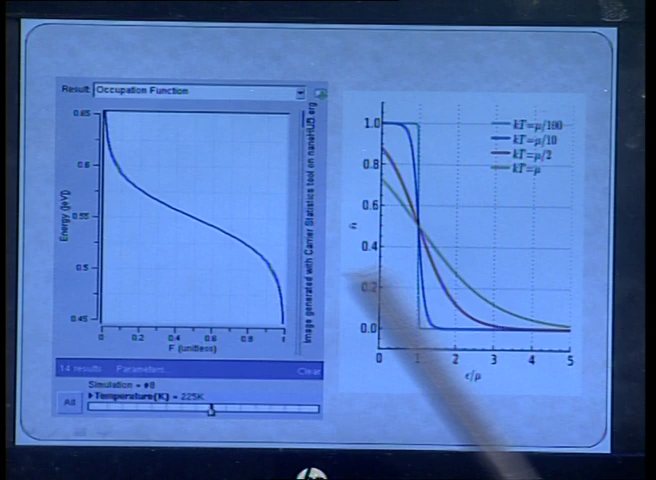 Result: Occupation Function
0.65
0.6
0.55
0.45
Energy (eV)
0
0.2
0.4
0.6
0.8
1
F (unitless)
Image generated with Carrier Statistics tool on nanoHUB.org
14 results Parameters... Clear
Simulation = #8
All
Temperature(K) = 225K
1.0
0.8
0.6
0.4
0.2
0.0
n̄
0
1
2
3
4
5
ϵ/μ
kT=μ/100
kT=μ/10
kT=μ/2
kT=μ
hp